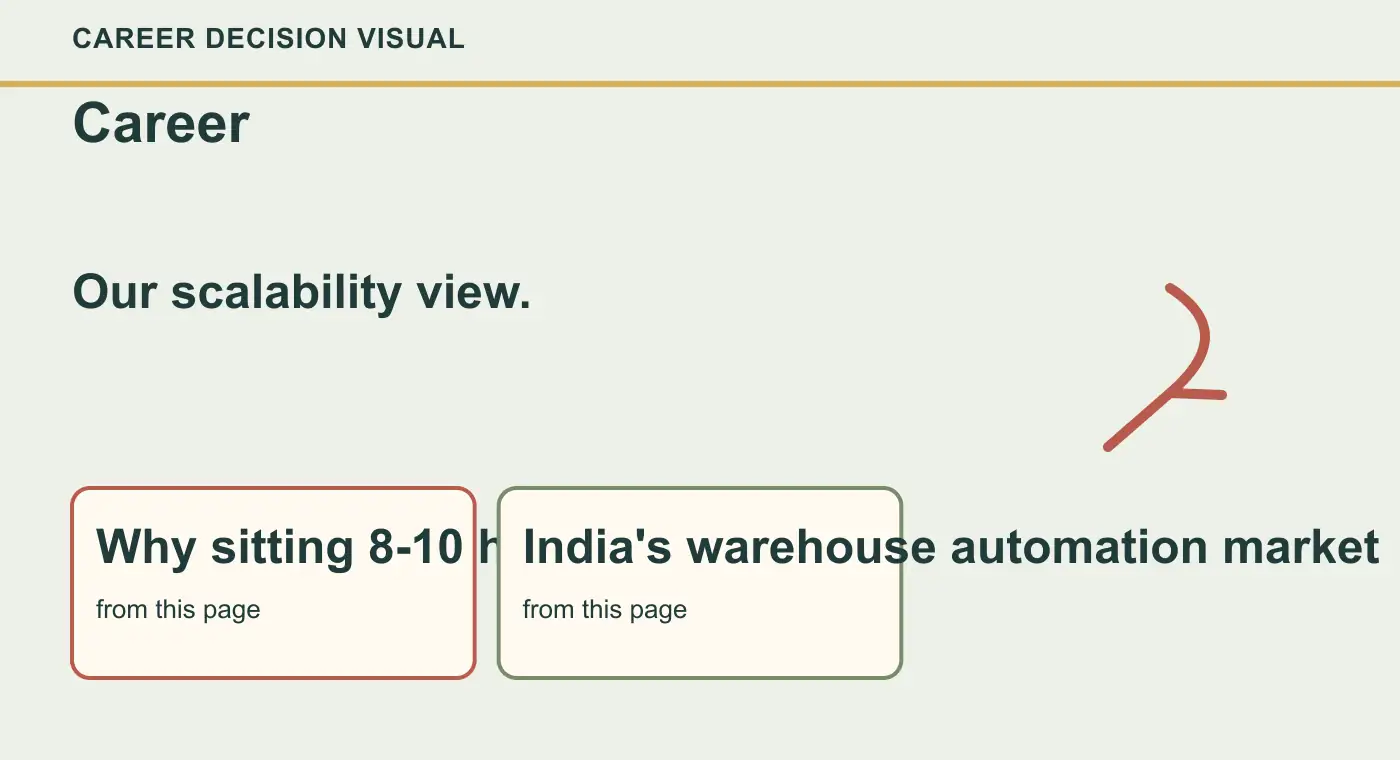 CAREER DECISION VISUAL
Career
Our scalability view.
Why sitting 8-10 h
from this page
India's warehouse automation market
from this page